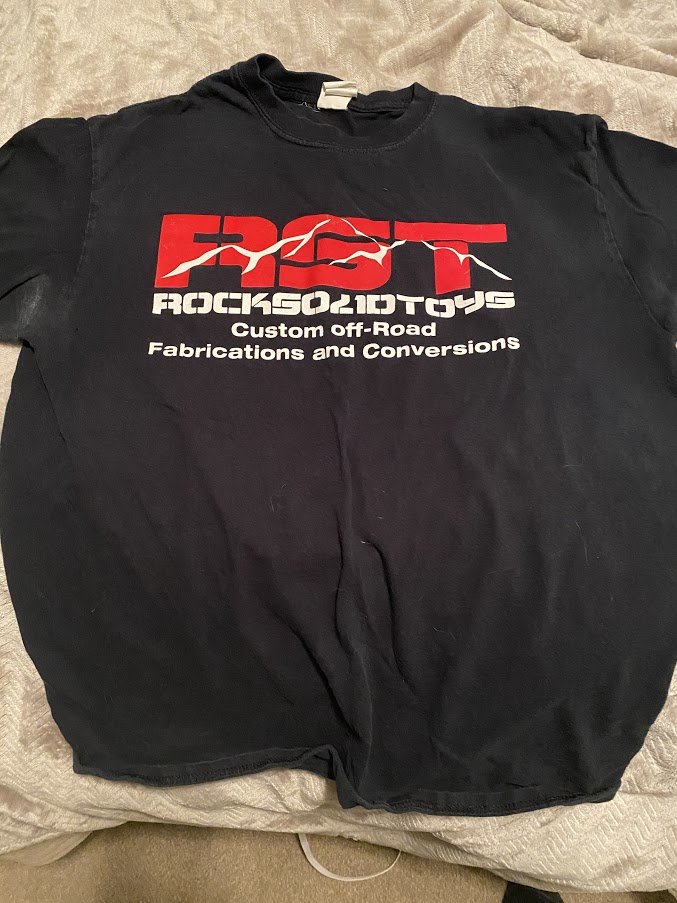 RST
ROCKSOLIDTOYS
Custom off-Road
Fabrications and Conversions